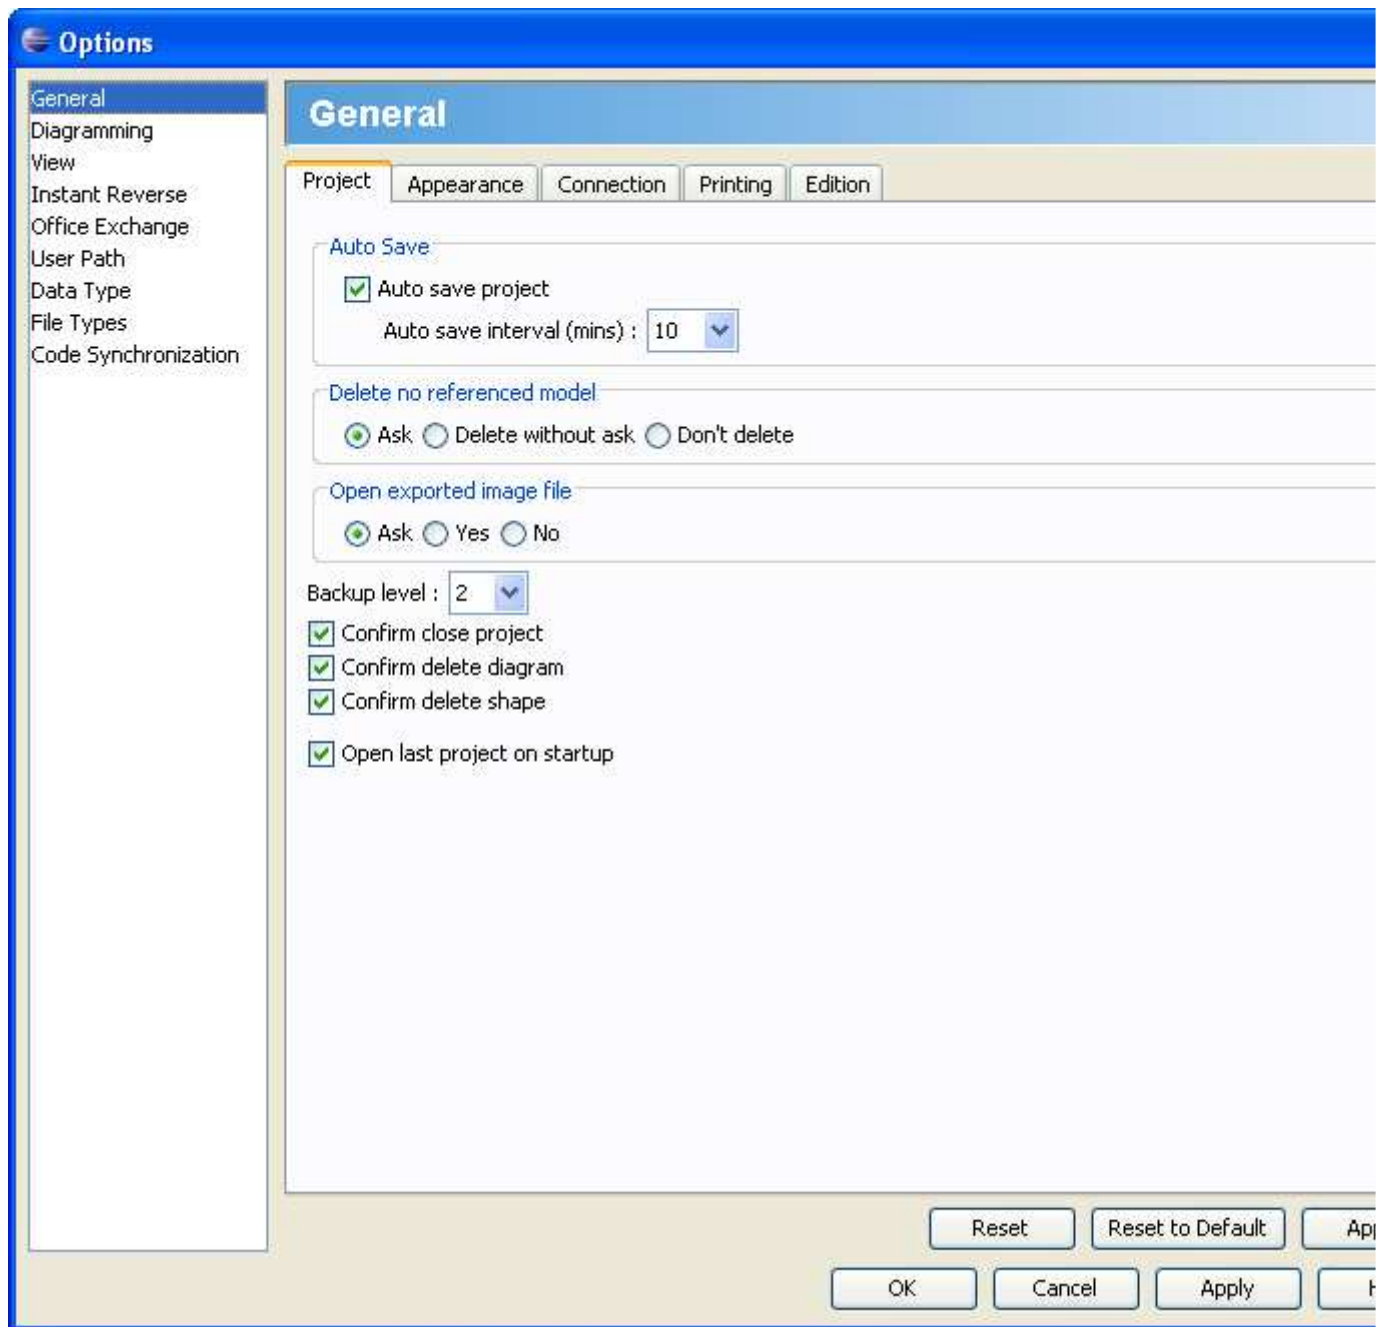 Options
General
Diagramming
View
Instant Reverse
Office Exchange
User Path
Data Type
File Types
Code Synchronization
General
Project Appearance Connection Printing Edition
Auto Save
Auto save project
Auto save interval (mins) : 10
Delete no referenced model
Ask Delete without ask Don't delete
Open exported image file
Ask Yes No
Backup level : 2
Confirm close project
Confirm delete diagram
Confirm delete shape
Open last project on startup
Reset Reset to Default
OK Cancel Apply